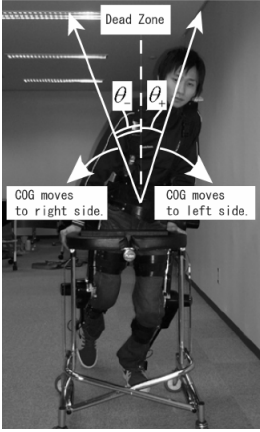 Dead Zone
θ₋ θ₊
COG moves
to right side.
COG moves
to left side.